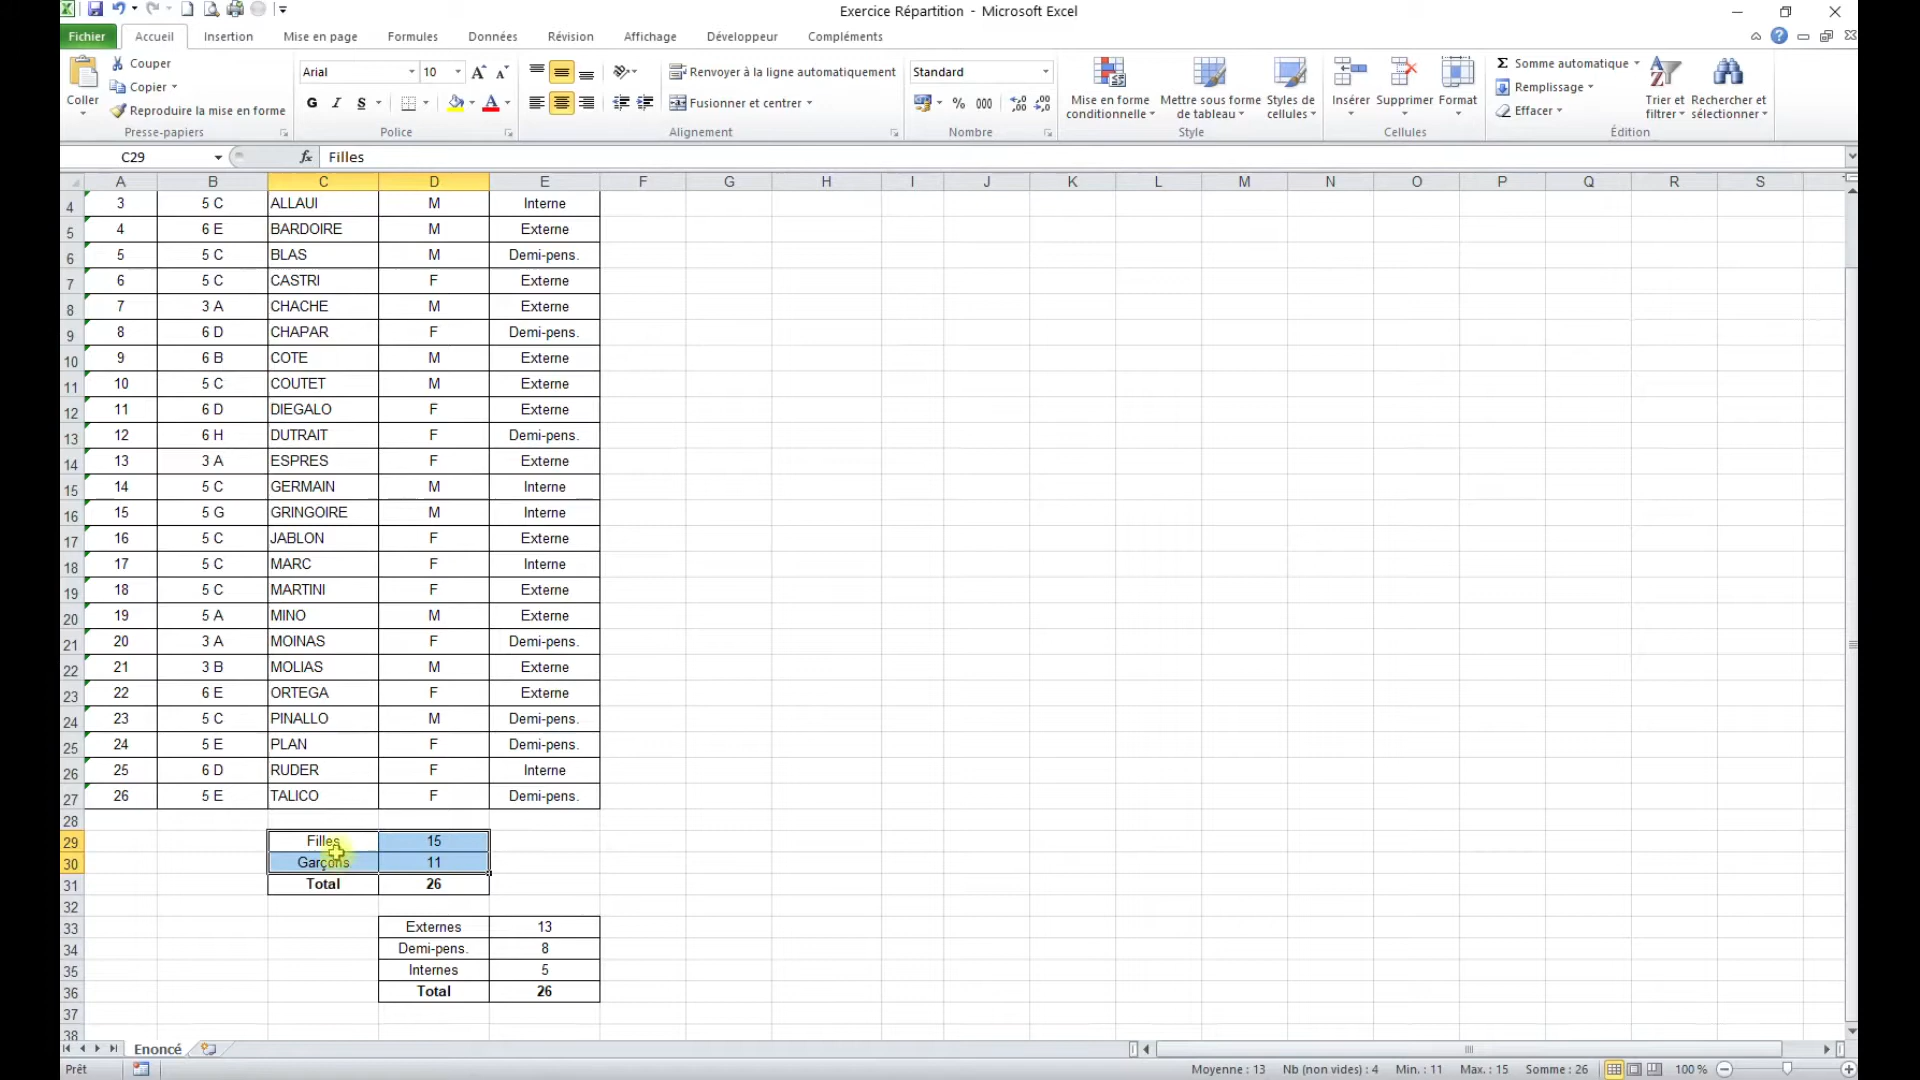 Exercice Répartition - Microsoft Excel
Fichier Accueil Insertion Mise en page Formules Données Révision Affichage Développeur Compléments
Coller
Couper
Copier
Reproduire la mise en forme
Presse-papiers
Arial 10
G I S
Police
Renvoyer à la ligne automatiquement
Fusionner et centrer
Alignement
Standard
% 000
Nombre
Mise en forme conditionnelle
Mettre sous forme de tableau
Styles de cellules
Style
Insérer Supprimer Format
Cellules
Σ Somme automatique
Remplissage
Effacer
Trier et filtrer
Rechercher et sélectionner
Édition
C29 fx Filles
A B C D E F G H I J K L M N O P Q R S
4 3 5 C ALLAUI M Interne
5 4 6 E BARDOIRE M Externe
6 5 5 C BLAS M Demi-pens.
7 6 5 C CASTRI F Externe
8 7 3 A CHACHE M Externe
9 8 6 D CHAPAR F Demi-pens.
10 9 6 B COTE M Externe
11 10 5 C COUTET M Externe
12 11 6 D DIEGALO F Externe
13 12 6 H DUTRAIT F Demi-pens.
14 13 3 A ESPRES F Externe
15 14 5 C GERMAIN M Interne
16 15 5 G GRINGOIRE M Interne
17 16 5 C JABLON F Externe
18 17 5 C MARC F Interne
19 18 5 C MARTINI F Externe
20 19 5 A MINO M Externe
21 20 3 A MOINAS F Demi-pens.
22 21 3 B MOLIAS M Externe
23 22 6 E ORTEGA F Externe
24 23 5 C PINALLO M Demi-pens.
25 24 5 E PLAN F Demi-pens.
26 25 6 D RUDER F Interne
27 26 5 E TALICO F Demi-pens.
28
29 Filles 15
30 Garçons 11
31 Total 26
32
33 Externes 13
34 Demi-pens. 8
35 Internes 5
36 Total 26
37
38
Enoncé
Prêt Moyenne : 13 Nb (non vides) : 4 Min. : 11 Max. : 15 Somme : 26 100 %